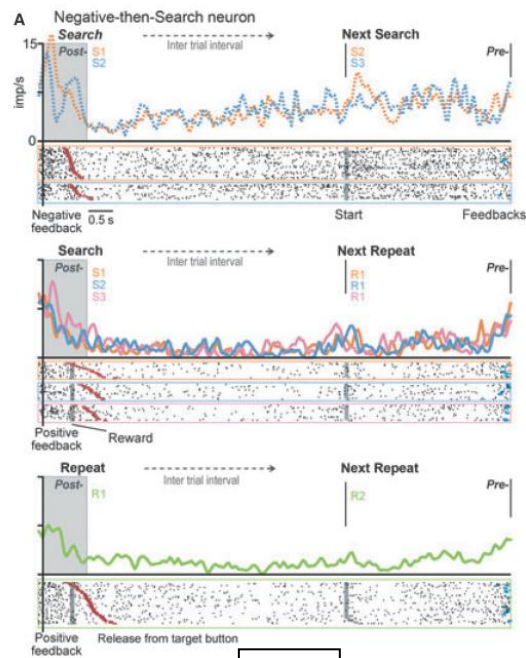 A
Negative-then-Search neuron
Search
Inter trial interval
Next Search
15
Post-
S1
S2
S2
S3
Pre-
imp/s
0
Negative feedback
0.5 s
Start
Feedbacks
Search
Inter trial interval
Next Repeat
Post-
S1
S2
S3
R1
R1
R1
Pre-
Positive feedback
Reward
Repeat
Inter trial interval
Next Repeat
Post-
R1
R2
Pre-
Positive feedback
Release from target button